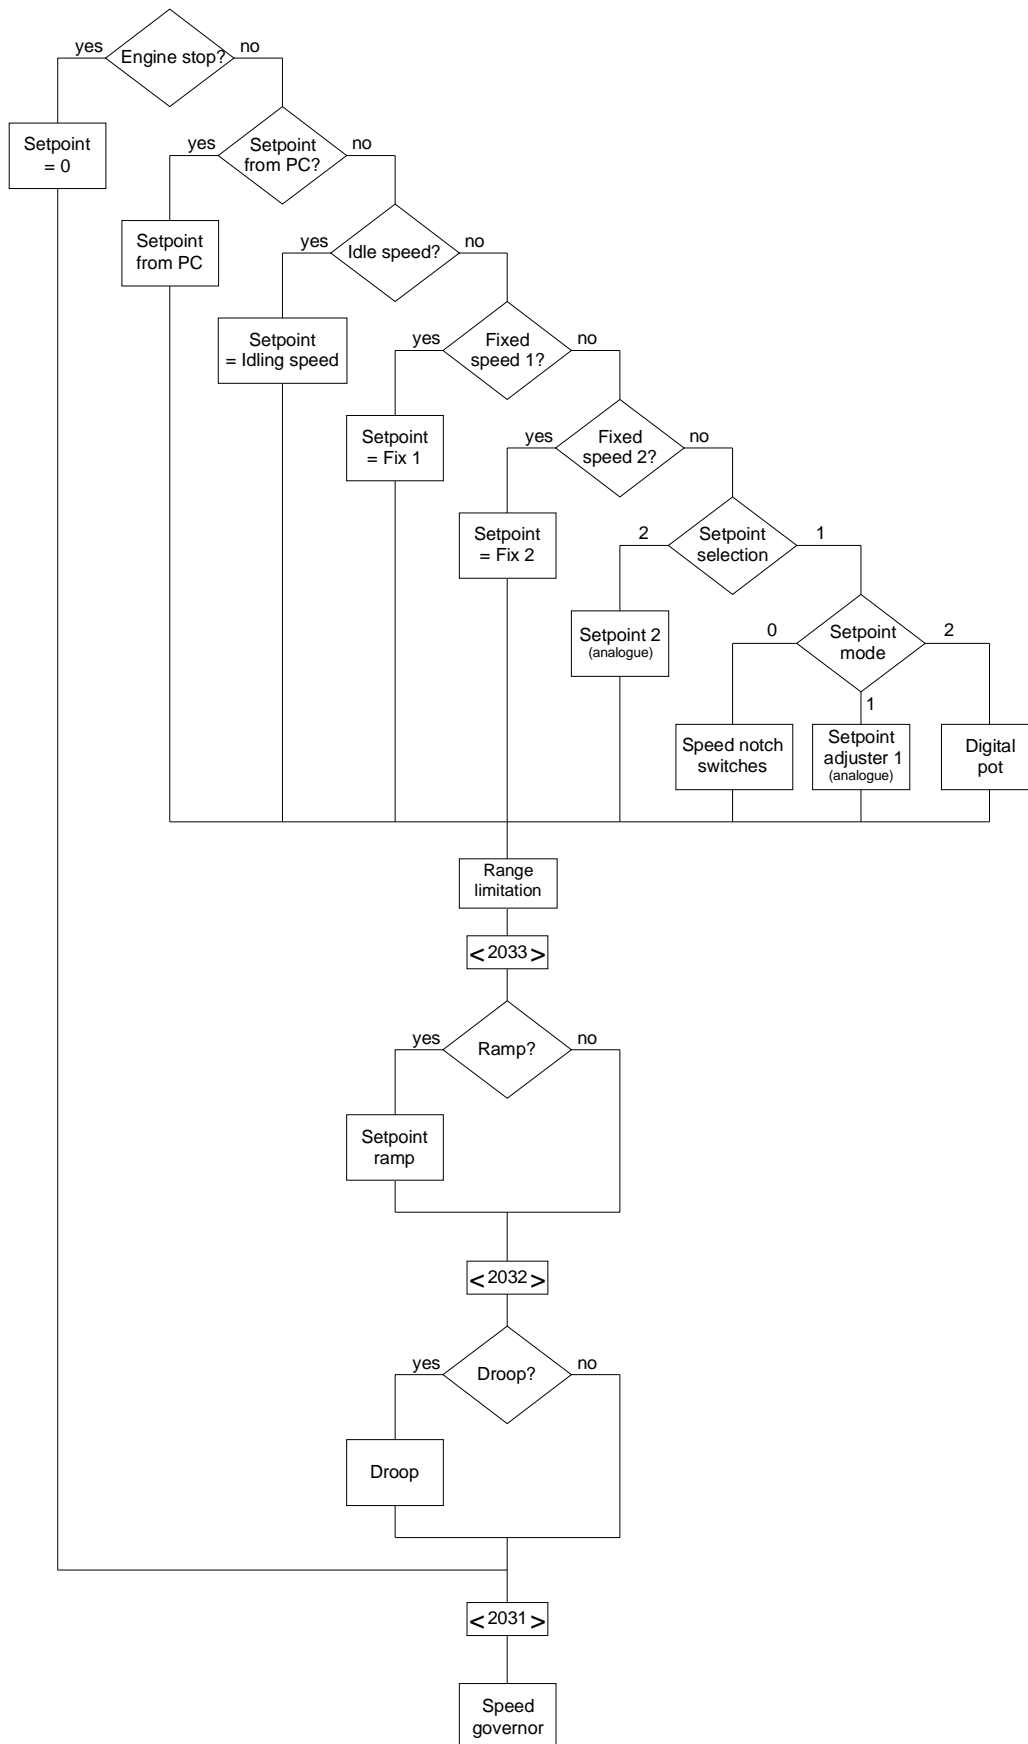 yes
Engine stop?
no
Setpoint
= 0
yes
Setpoint
from PC?
no
Setpoint
from PC
yes
Idle speed?
no
Setpoint
= Idling speed
yes
Fixed
speed 1?
no
Setpoint
= Fix 1
yes
Fixed
speed 2?
no
Setpoint
= Fix 2
2
Setpoint
selection
1
Setpoint 2
(analogue)
0
Setpoint
mode
2
1
Speed notch
switches
Setpoint
adjuster 1
(analogue)
Digital
pot
Range
limitation
< 2033 >
yes
Ramp?
no
Setpoint
ramp
< 2032 >
yes
Droop?
no
Droop
< 2031 >
Speed
governor